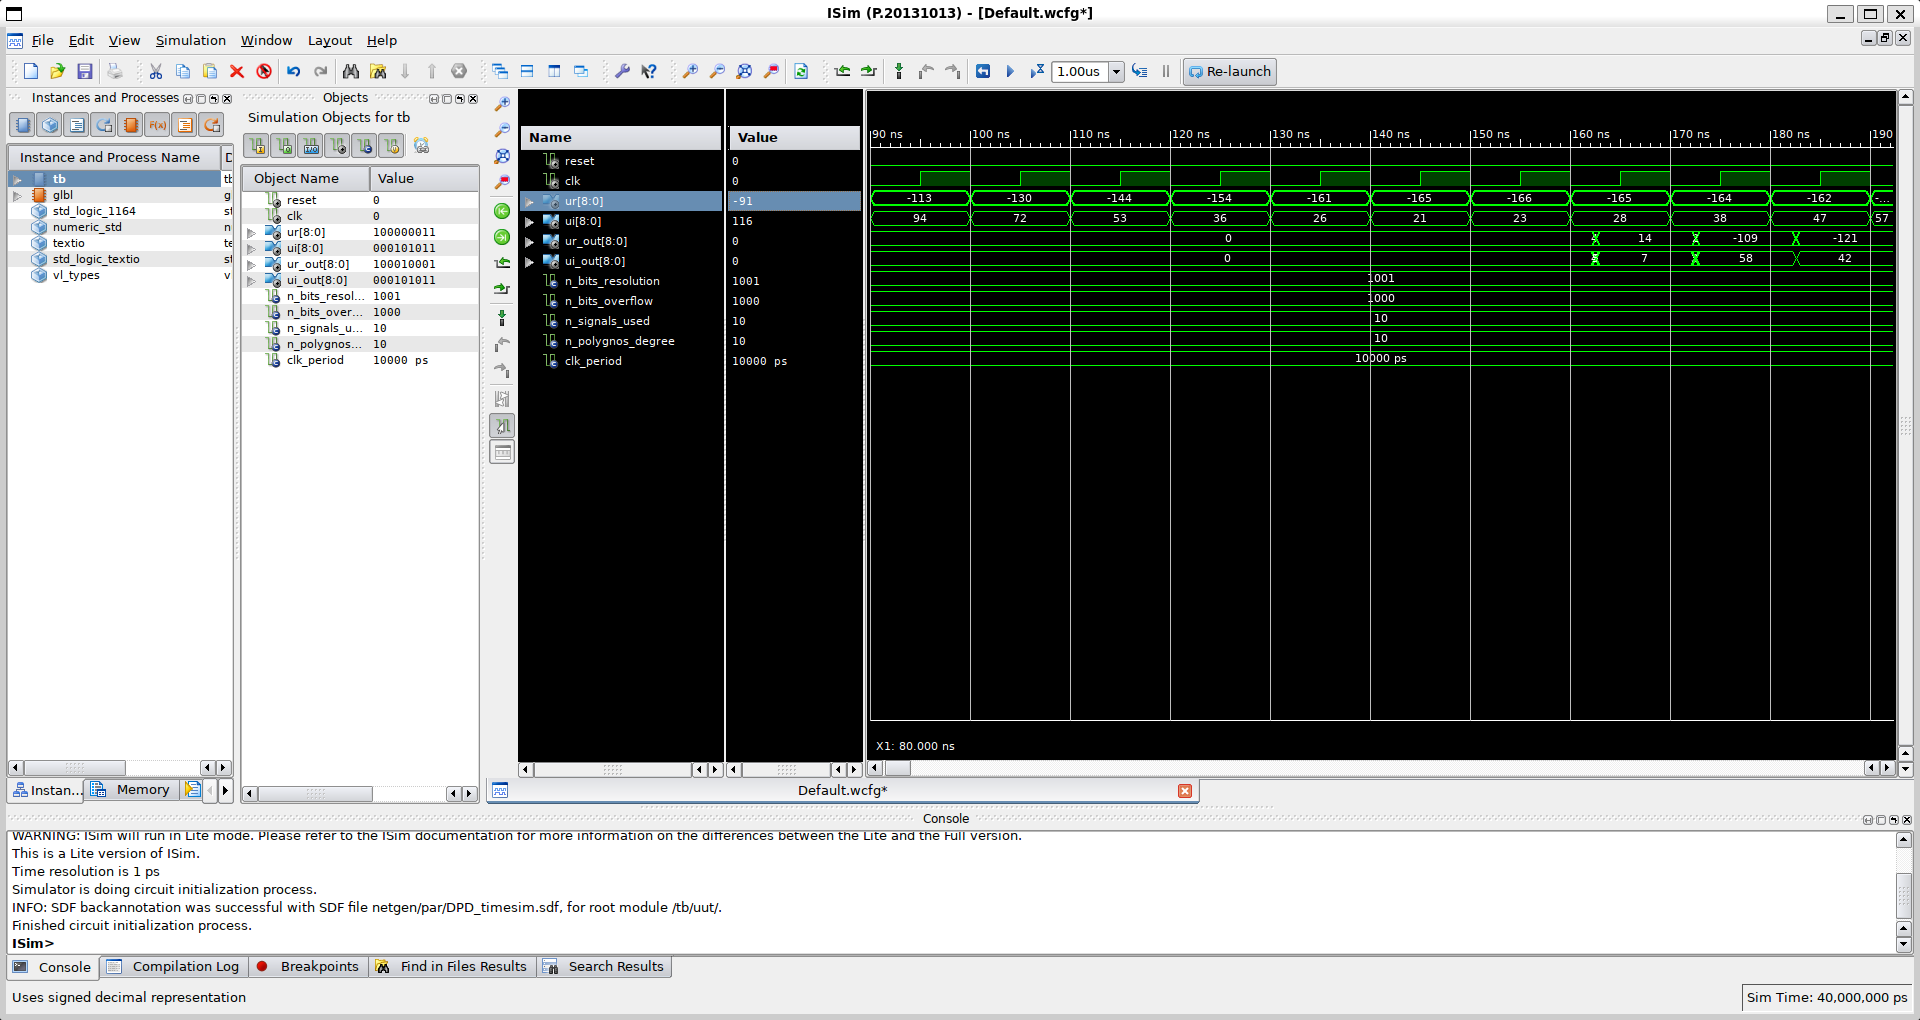 ISim (P.20131013) - [Default.wcfg*]
File Edit View Simulation Window Layout Help
1.00us Re-launch
Instances and Processes
Instance and Process Name D
tb tb
glbl g
std_logic_1164 st
numeric_std n
textio te
std_logic_textio st
vl_types v
Instan... Memory
Objects
Simulation Objects for tb
Object Name Value
reset 0
clk 0
ur[8:0] 100000011
ui[8:0] 000101011
ur_out[8:0] 100010001
ui_out[8:0] 000101011
n_bits_resol... 1001
n_bits_over... 1000
n_signals_u... 10
n_polygnos... 10
clk_period 10000 ps
Name Value
reset 0
clk 0
ur[8:0] -91
ui[8:0] 116
ur_out[8:0] 0
ui_out[8:0] 0
n_bits_resolution 1001
n_bits_overflow 1000
n_signals_used 10
n_polygnos_degree 10
clk_period 10000 ps
90 ns 100 ns 110 ns 120 ns 130 ns 140 ns 150 ns 160 ns 170 ns 180 ns 190
-113 -130 -144 -154 -161 -165 -166 -165 -164 -162 -...
94 72 53 36 26 21 23 28 38 47 57
0 14 -109 -121
0 7 58 42
1001
1000
10
10
10000 ps
X1: 80.000 ns
Default.wcfg*
Console
WARNING: ISim will run in Lite mode. Please refer to the ISim documentation for more information on the differences between the Lite and the Full version.
This is a Lite version of ISim.
Time resolution is 1 ps
Simulator is doing circuit initialization process.
INFO: SDF backannotation was successful with SDF file netgen/par/DPD_timesim.sdf, for root module /tb/uut/.
Finished circuit initialization process.
ISim>
Console Compilation Log Breakpoints Find in Files Results Search Results
Uses signed decimal representation Sim Time: 40,000,000 ps